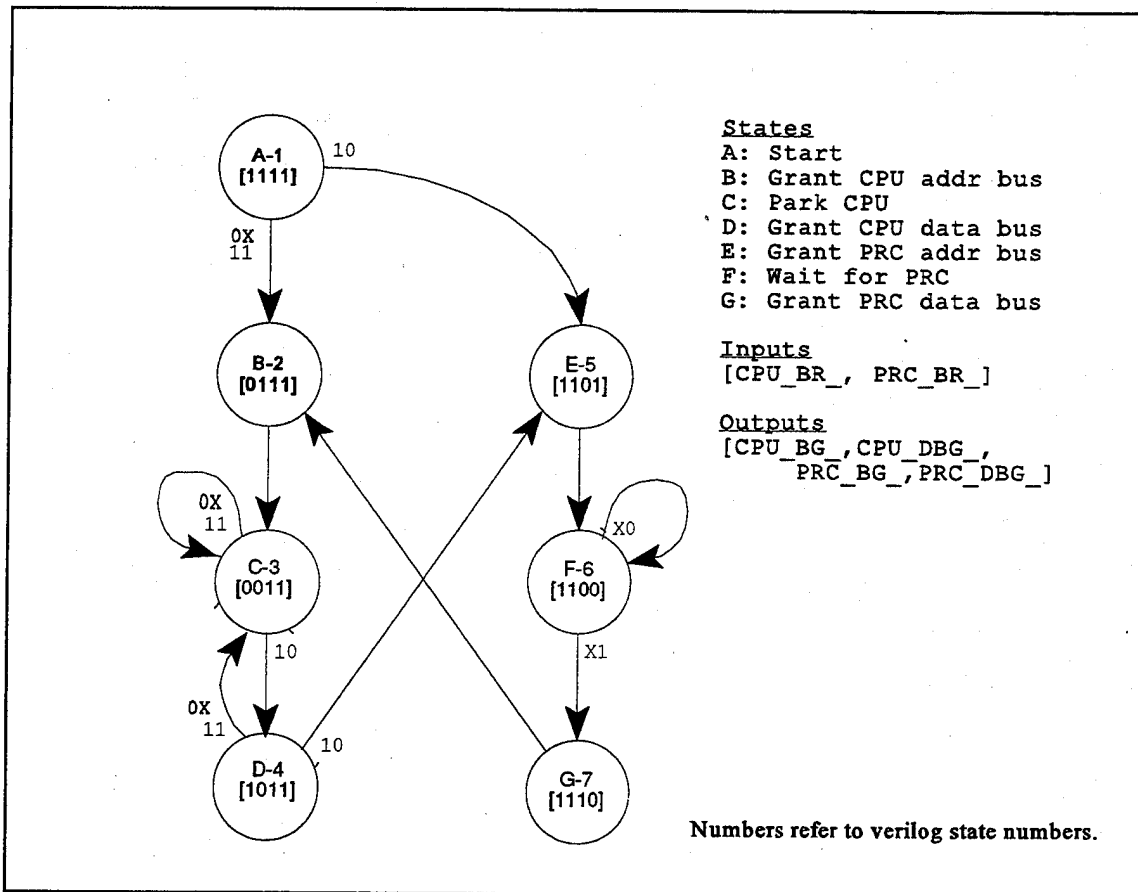 A-1
[1111]
10
0X
11
B-2
[0111]
E-5
[1101]
0X
11
C-3
[0011]
X0
F-6
[1100]
10
X1
0X
11
10
D-4
[1011]
G-7
[1110]
States
A: Start
B: Grant CPU addr bus
C: Park CPU
D: Grant CPU data bus
E: Grant PRC addr bus
F: Wait for PRC
G: Grant PRC data bus
Inputs
[CPU_BR_, PRC_BR_]
Outputs
[CPU_BG_,CPU_DBG_,
PRC_BG_,PRC_DBG_]
Numbers refer to verilog state numbers.